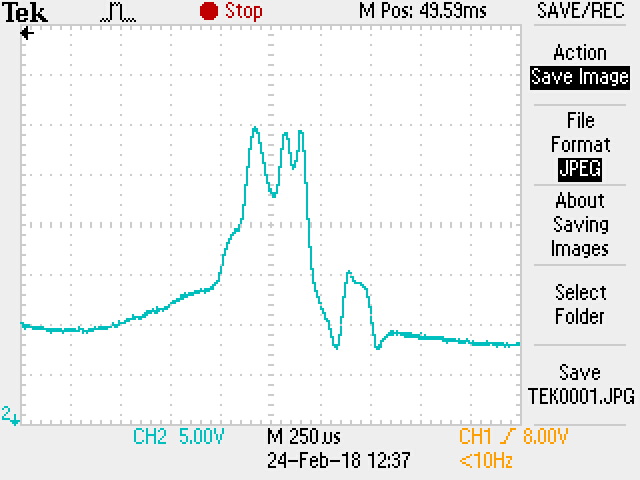 Tek Stop M Pos: 49.59ms SAVE/REC
Action
Save Image
File
Format
JPEG
About
Saving
Images
Select
Folder
Save
TEK0001.JPG
2
CH2 5.00V M 250µs CH1 8.00V
24-Feb-18 12:37 <10Hz